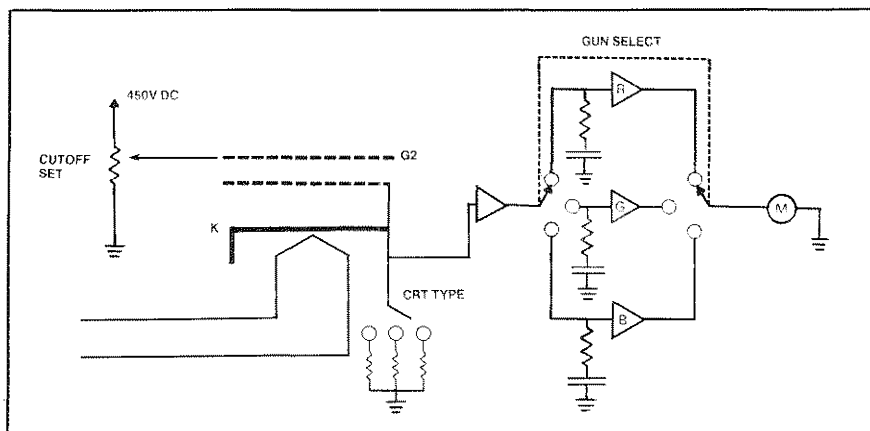 GUN SELECT
450V DC
R
CUTOFF
SET
G2
G
M
K
CRT TYPE
B